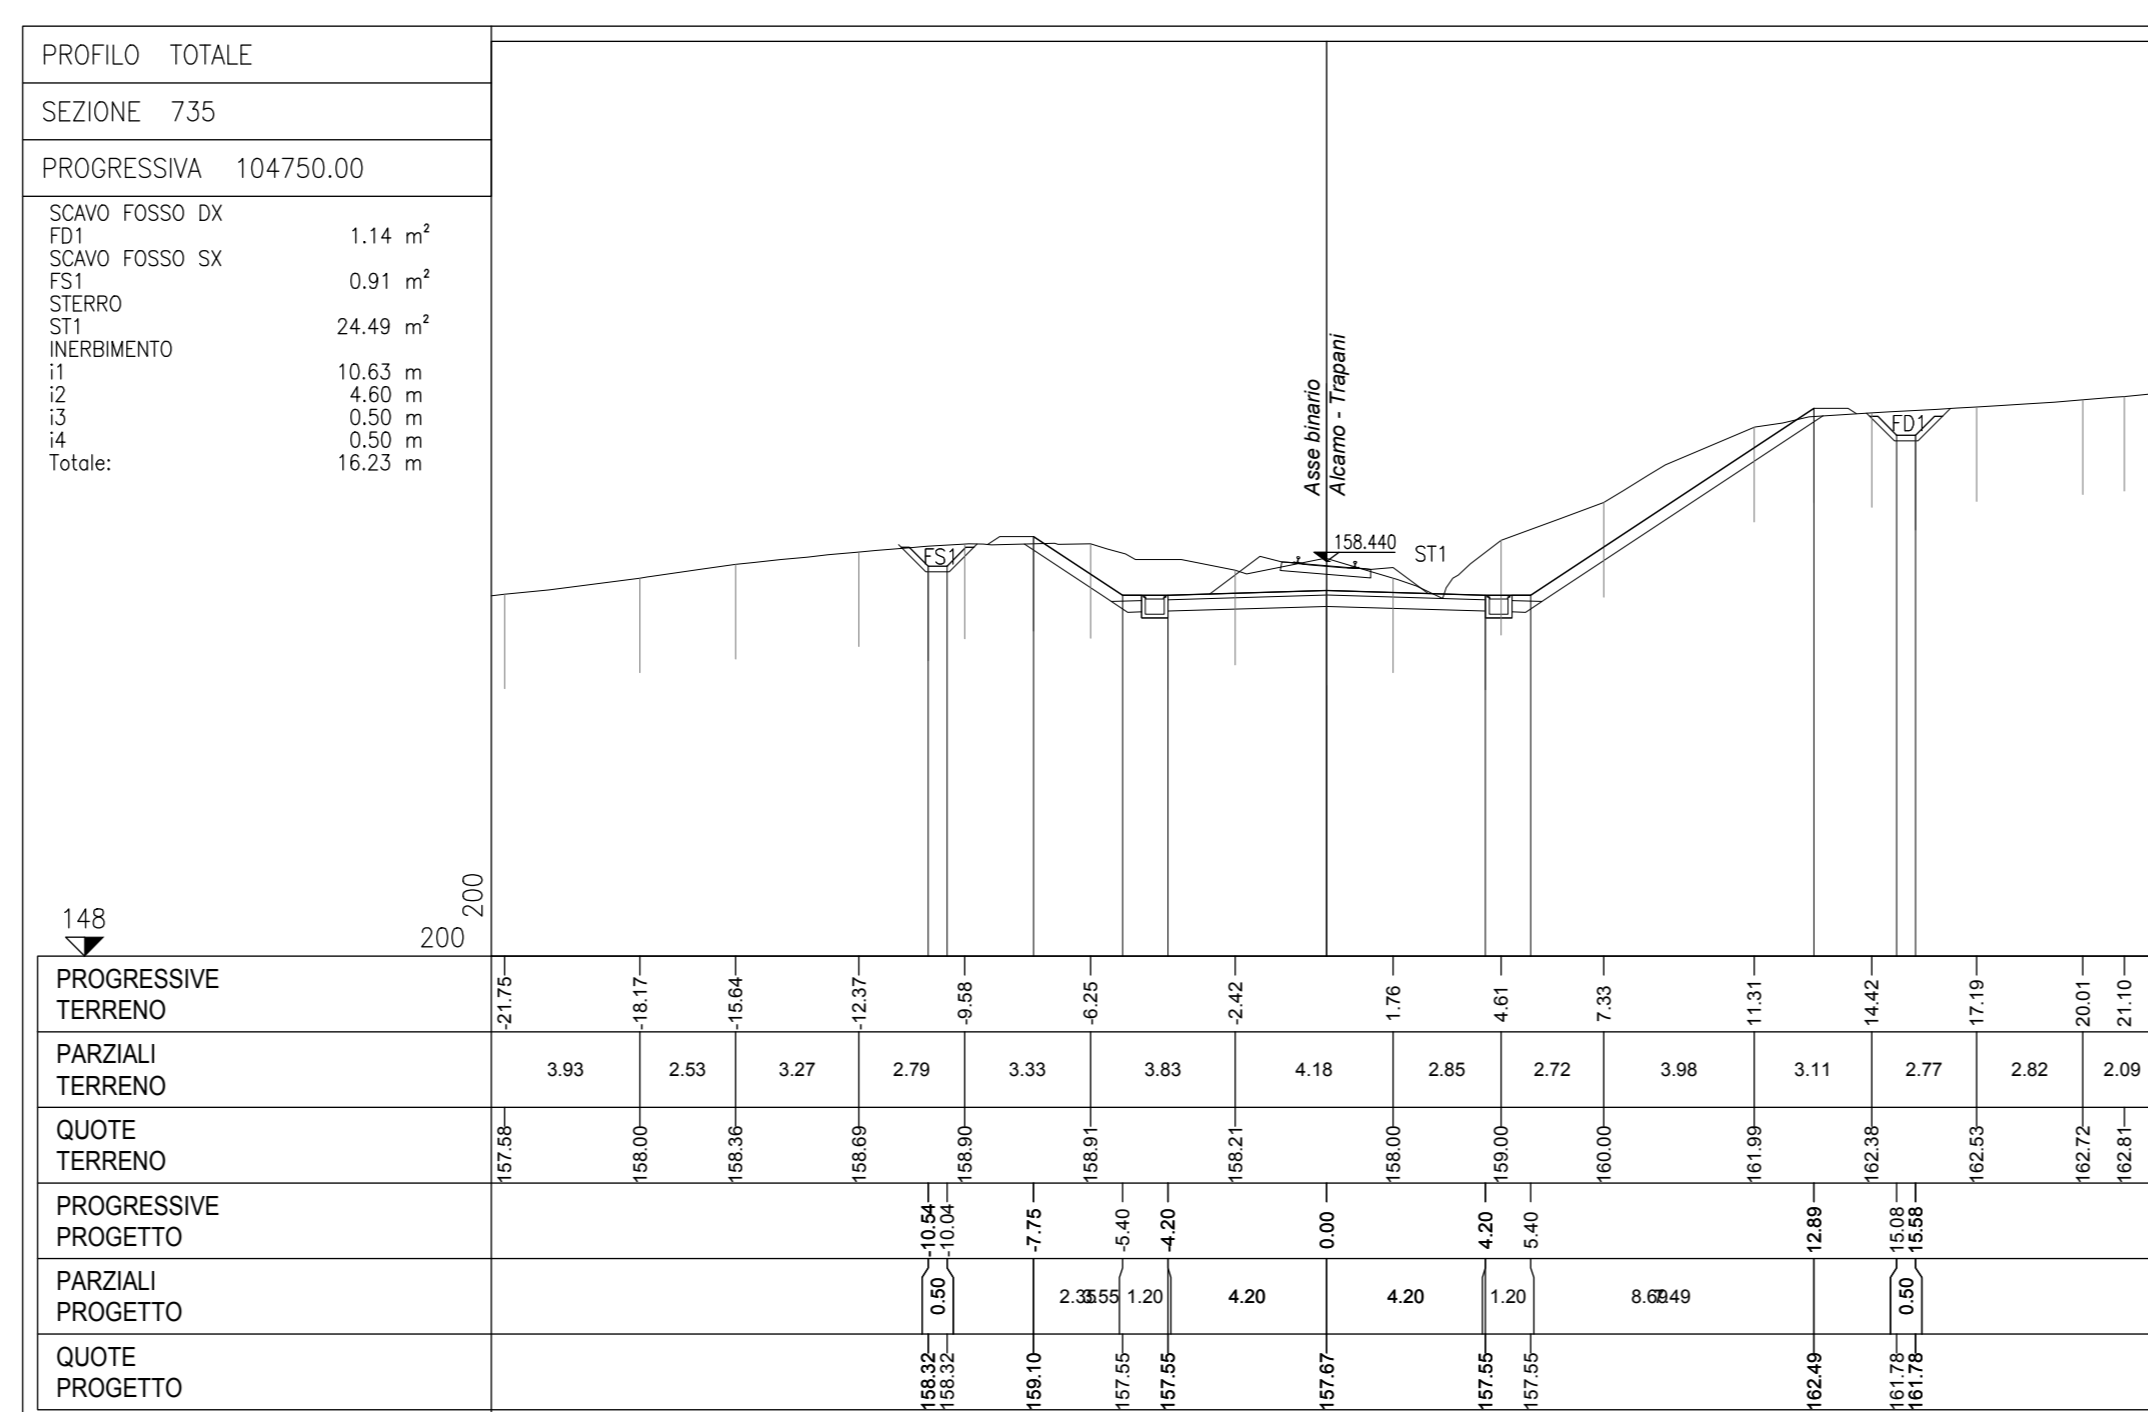 PROFILO TOTALE
SEZIONE 735
PROGRESSIVA 104750.00
SCAVO FOSSO DX
FD1 1.14 m²
SCAVO FOSSO SX
FS1 0.91 m²
STERRO
ST1 24.49 m²
INERBIMENTO
i1 10.63 m
i2 4.60 m
i3 0.50 m
i4 0.50 m
Totale: 16.23 m
Asse binario
Alcamo - Trapani
158.440
ST1
FS1
FD1
148
200
200
PROGRESSIVE
TERRENO
-21.75 -18.17 -15.64 -12.37 -9.58 -6.25 -2.42 1.76 4.61 7.33 11.31 14.42 17.19 20.01 21.10
PARZIALI
TERRENO
3.93 2.53 3.27 2.79 3.33 3.83 4.18 2.85 2.72 3.98 3.11 2.77 2.82 2.09
QUOTE
TERRENO
157.58 158.00 158.36 158.69 158.90 158.91 158.21 158.00 159.00 160.00 161.99 162.38 162.53 162.72 162.81
PROGRESSIVE
PROGETTO
-10.54 -10.04 -7.75 -5.40 -4.20 0.00 4.20 5.40 12.89 15.08 15.58
PARZIALI
PROGETTO
0.50 2.35 3.55 1.20 4.20 4.20 1.20 8.69 7.49 0.50
QUOTE
PROGETTO
158.32 158.32 159.10 157.55 157.55 157.67 157.55 157.55 162.49 161.78 161.78